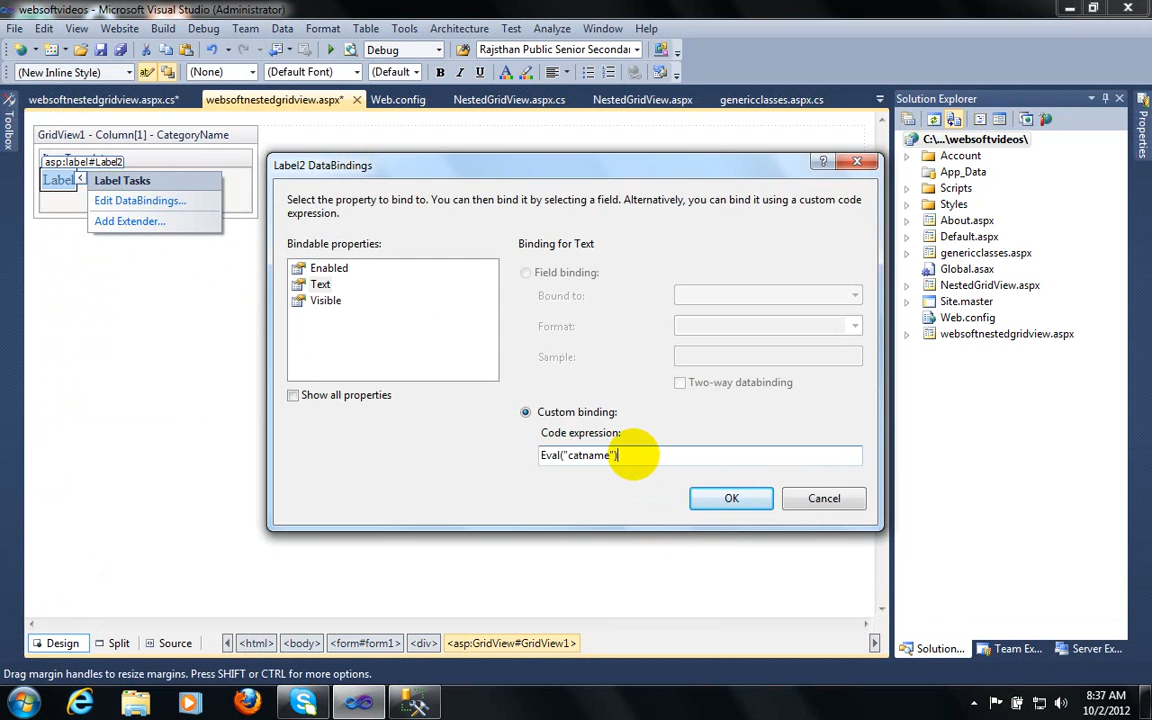 websoftvideos - Microsoft Visual Studio (Administrator)
File Edit View Website Build Debug Team Data Format Table Tools Architecture Test Analyze Window Help
Debug Rajsthan Public Senior Secondar
(New Inline Style) (None) (Default Font) (Default B I U A
websoftnestedgridview.aspx.cs* websoftnestedgridview.aspx* Web.config NestedGridView.aspx.cs NestedGridView.aspx genericclasses.aspx.cs
Toolbox
GridView1 - Column[1] - CategoryName
asp:label#Label2
Label
Label Tasks
Edit DataBindings...
Add Extender...
Label2 DataBindings
Select the property to bind to. You can then bind it by selecting a field. Alternatively, you can bind it using a custom code
expression.
Bindable properties:
Enabled
Text
Visible
Show all properties
Binding for Text
Field binding:
Bound to:
Format:
Sample:
Two-way databinding
Custom binding:
Code expression:
Eval("catname")
OK Cancel
Solution Explorer
C:\...\websoftvideos\
Account
App_Data
Scripts
Styles
About.aspx
Default.aspx
genericclasses.aspx
Global.asax
NestedGridView.aspx
Site.master
Web.config
websoftnestedgridview.aspx
Properties
Design Split Source <html> <body> <form#form1> <div> <asp:GridView#GridView1>
Solution... Team Ex... Server Ex...
Drag margin handles to resize margins. Press SHIFT or CTRL for more options.
8:37 AM
10/2/2012